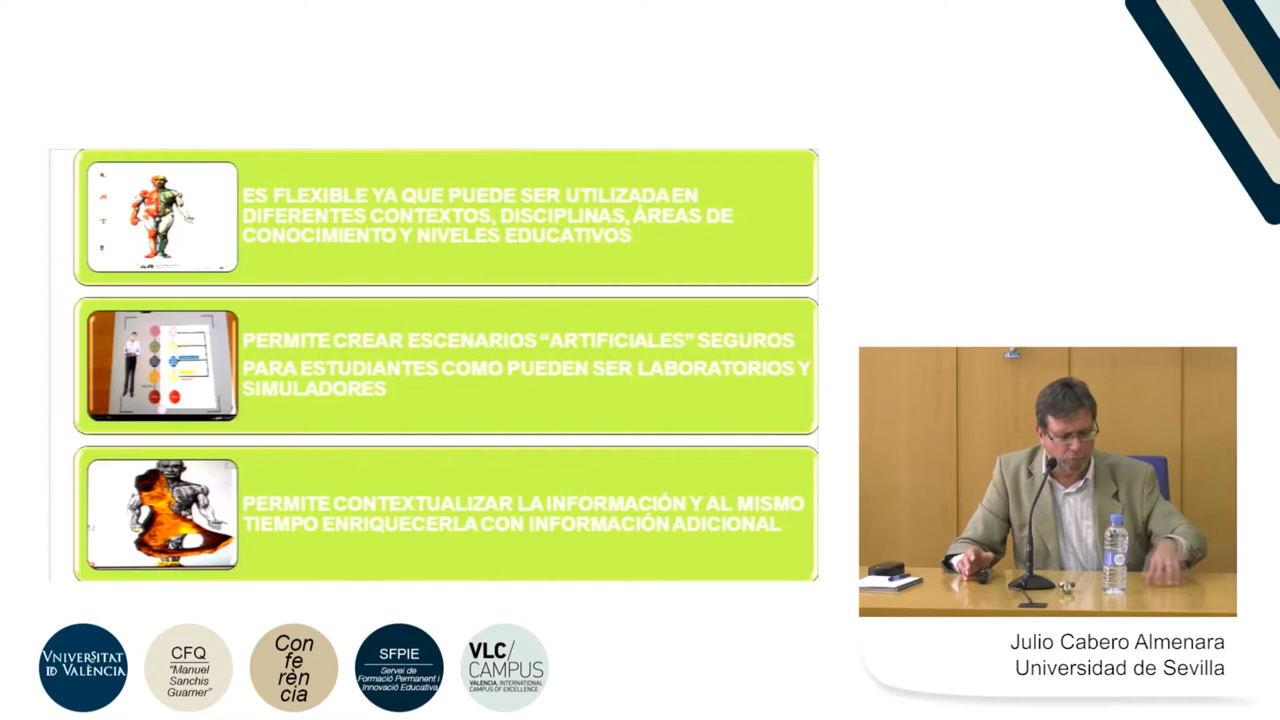 ES FLEXIBLE YA QUE PUEDE SER UTILIZADA EN
DIFERENTES CONTEXTOS, DISCIPLINAS, ÁREAS DE
CONOCIMIENTO Y NIVELES EDUCATIVOS
PERMITE CREAR ESCENARIOS “ARTIFICIALES” SEGUROS
PARA ESTUDIANTES COMO PUEDEN SER LABORATORIOS Y
SIMULADORES
PERMITE CONTEXTUALIZAR LA INFORMACIÓN Y AL MISMO
TIEMPO ENRIQUECERLA CON INFORMACIÓN ADICIONAL
Julio Cabero Almenara
Universidad de Sevilla
VNIVERSITAT
ID VALÈNCIA
CFQ
“Manuel
Sanchis
Guarner”
Con
fe
rèn
cia
SFPIE
Servei de
Formació Permanent i
Innovació Educativa
VLC/
CAMPUS
VALENCIA, INTERNATIONAL
CAMPUS OF EXCELLENCE